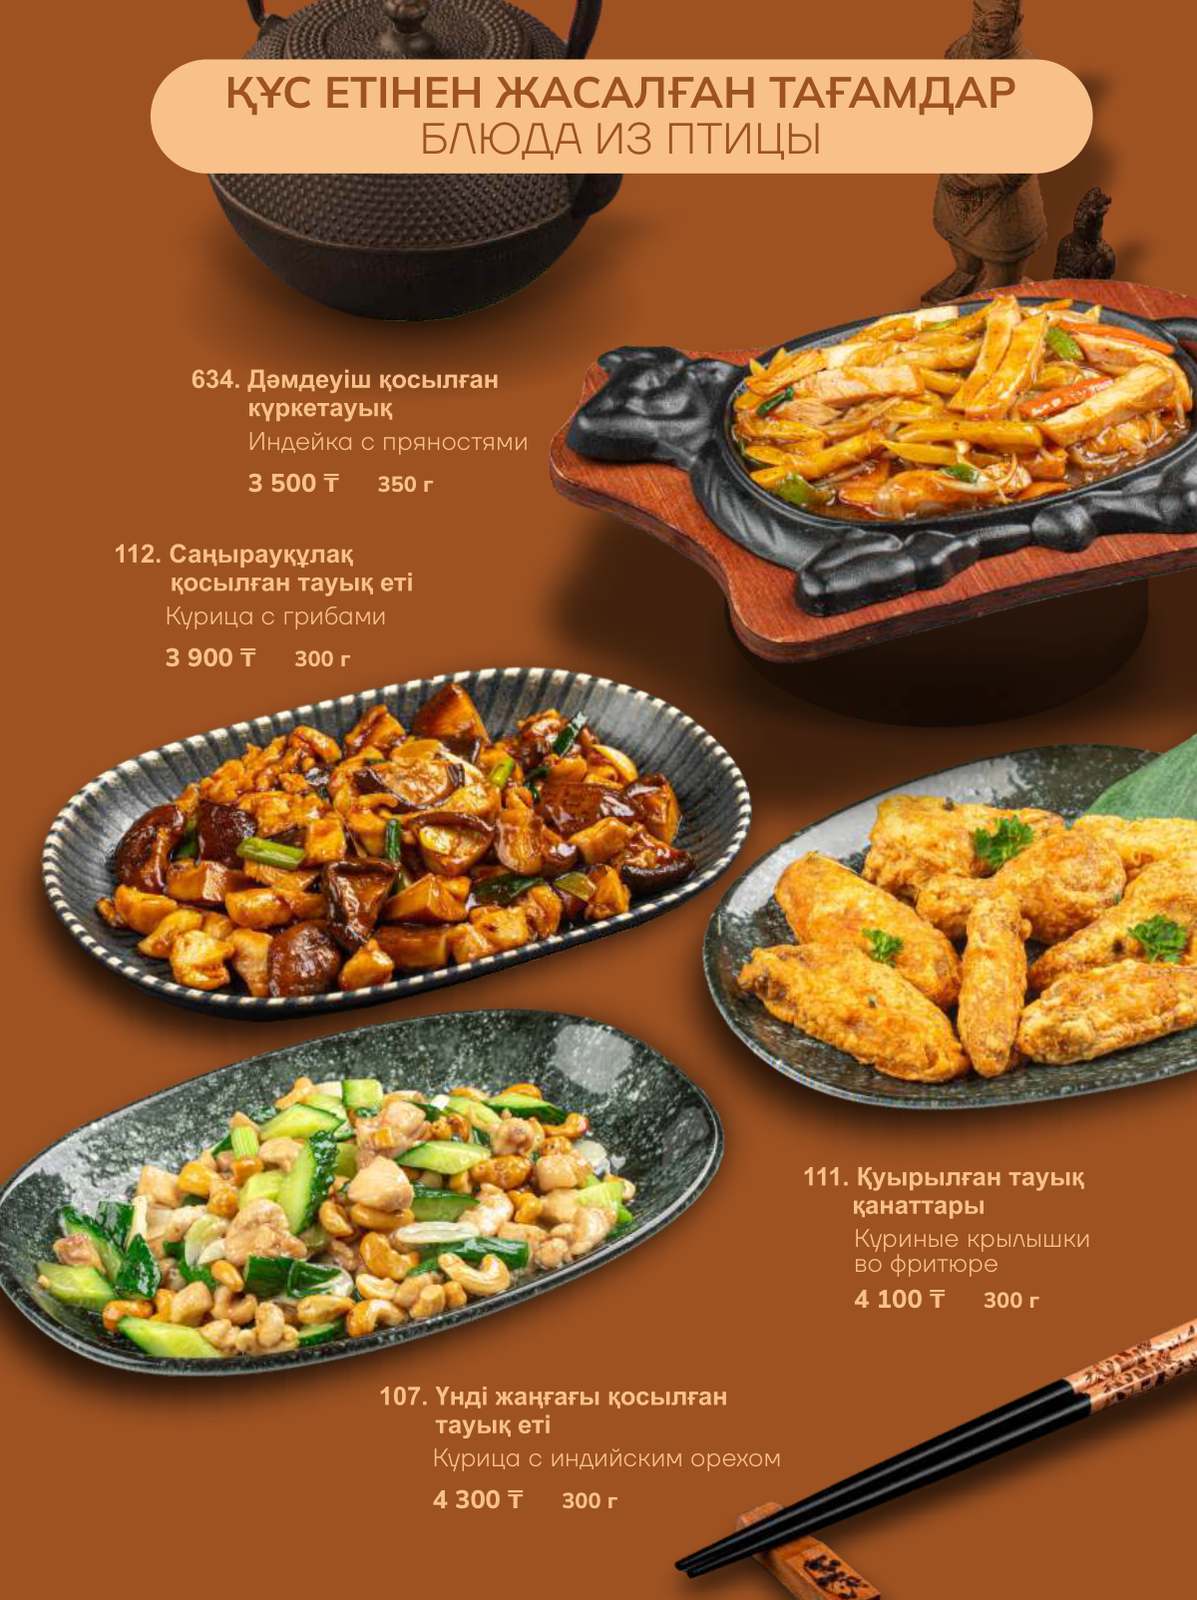 ҚҰС ЕТІНЕН ЖАСАЛҒАН ТАҒАМДАР
БЛЮДА ИЗ ПТИЦЫ
634. Дәмдеуіш қосылған
күркетауық
Индейка с пряностями
3 500 ₸ 350 г
112. Саңырауқұлақ
қосылған тауық еті
Курица с грибами
3 900 ₸ 300 г
111. Қуырылған тауық
қанаттары
Куриные крылышки
во фритюре
4 100 ₸ 300 г
107. Үнді жаңғағы қосылған
тауық еті
Курица с индийским орехом
4 300 ₸ 300 г